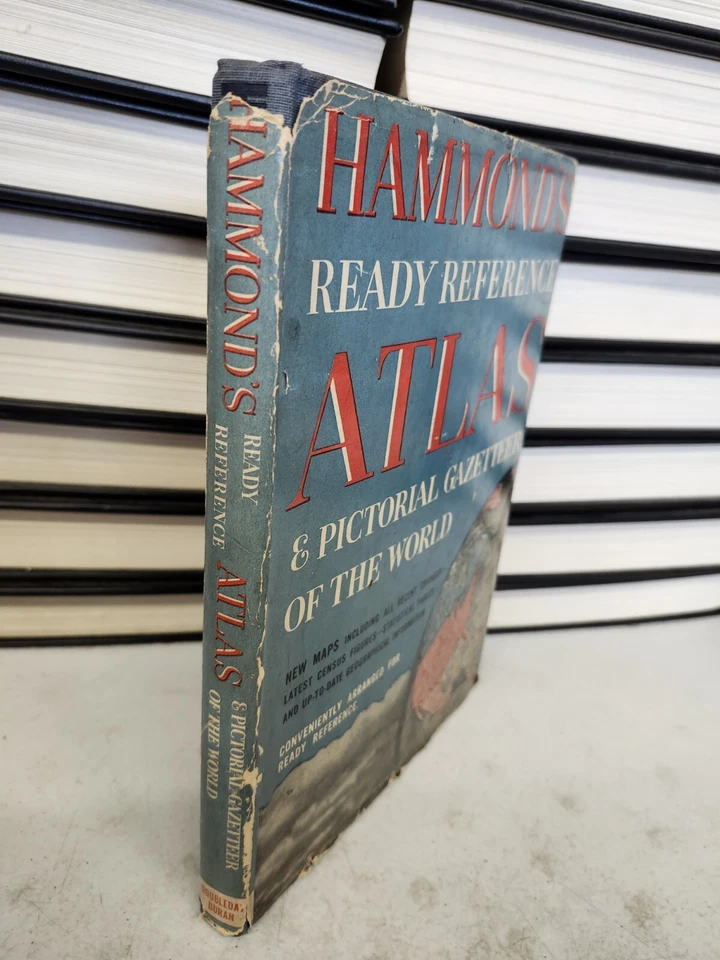 HAMMOND'S
READY
REFERENCE
ATLAS
& PICTORIAL GAZETTEER
OF THE WORLD
DOUBLEDAY
DORAN
HAMMOND'S
READY REFERENCE
ATLAS
& PICTORIAL GAZETTEER
OF THE WORLD
NEW MAPS INCLUDING ALL RECENT
LATEST CENSUS FIGURES—STATISTICAL
AND UP-TO-DATE GEOGRAPHICAL INFORMATION
CONVENIENTLY ARRANGED FOR
READY REFERENCE.